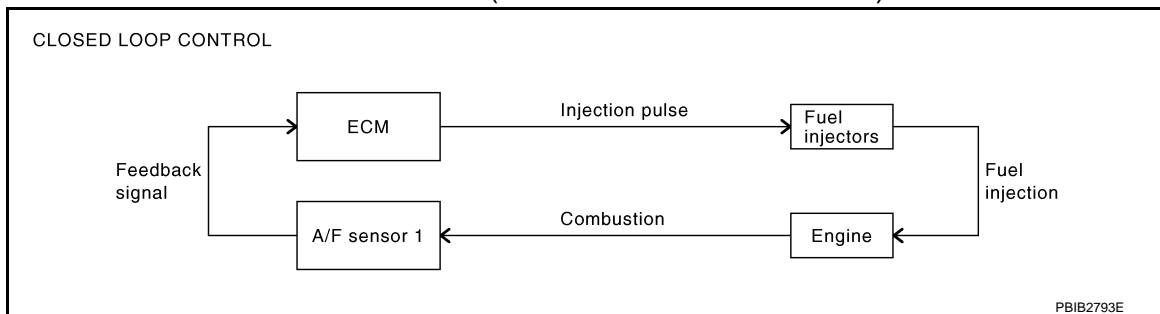 CLOSED LOOP CONTROL
ECM
Injection pulse
Fuel
injectors
Feedback
signal
Fuel
injection
A/F sensor 1
Combustion
Engine
PBIB2793E